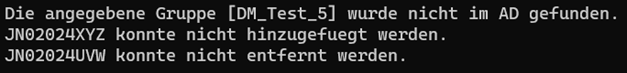 Die angegebene Gruppe [DM_Test_5] wurde nicht im AD gefunden.
JN02024XYZ konnte nicht hinzugefuegt werden.
JN02024UVW konnte nicht entfernt werden.